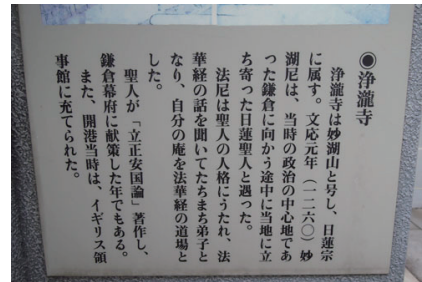 ◉浄瀧寺
浄瀧寺は妙湖山と号し、日蓮宗
に属す。文応元年（一二六〇）妙
湖尼は、当時の政治の中心地であ
った鎌倉に向かう途中に当地に立
ち寄った日蓮聖人と遇った。
法尼は聖人の人格にうたれ、法
華経の話を聞いてたちまち弟子と
なり、自分の庵を法華経の道場と
した。
聖人が「立正安国論」著作し、
鎌倉幕府に献策した年でもある。
また、開港当時は、イギリス領
事館に充てられた。